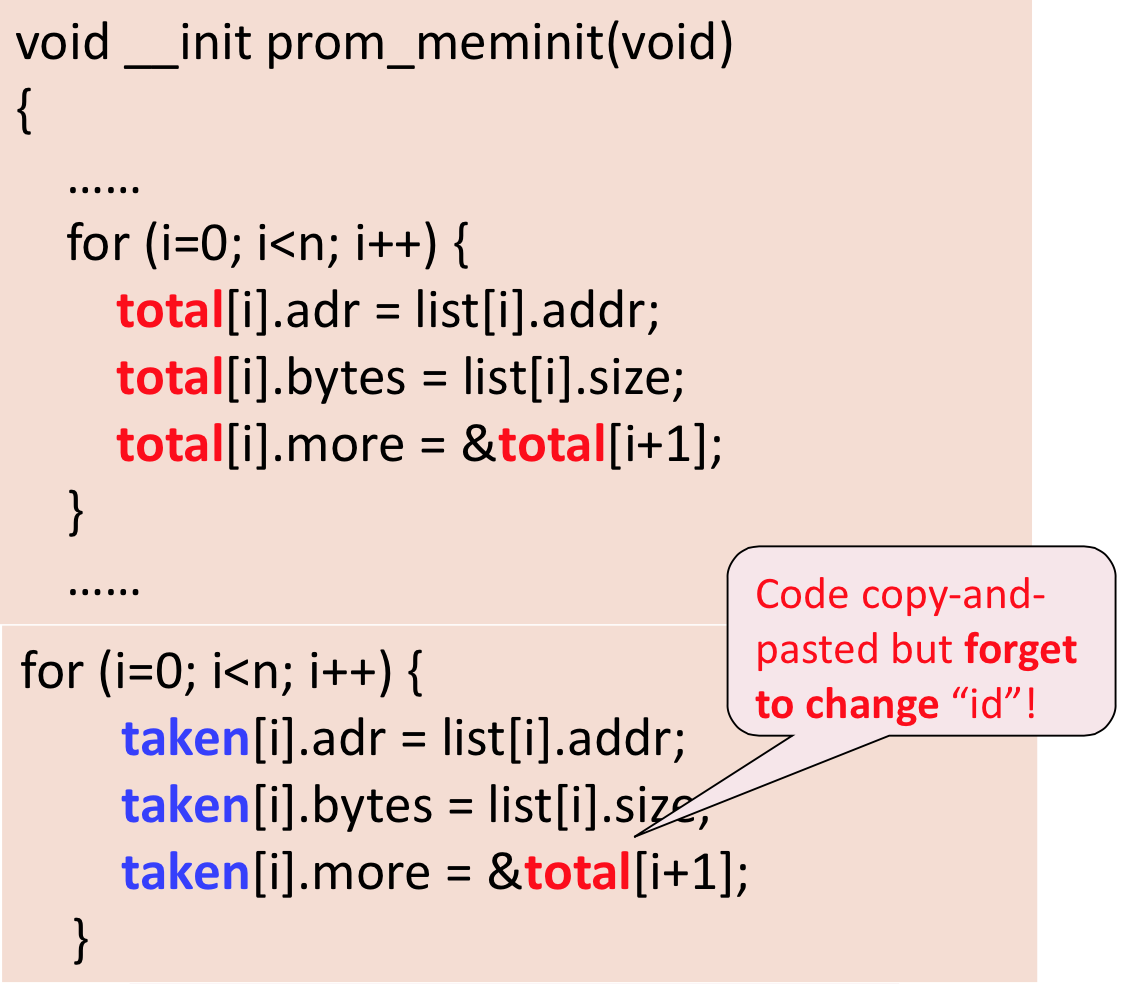 void __init prom_meminit(void)
{
……
for (i=0; i<n; i++) {
total[i].adr = list[i].addr;
total[i].bytes = list[i].size;
total[i].more = &total[i+1];
}
……
Code copy-and-
pasted but forget
to change “id”!
for (i=0; i<n; i++) {
taken[i].adr = list[i].addr;
taken[i].bytes = list[i].size;
taken[i].more = &total[i+1];
}